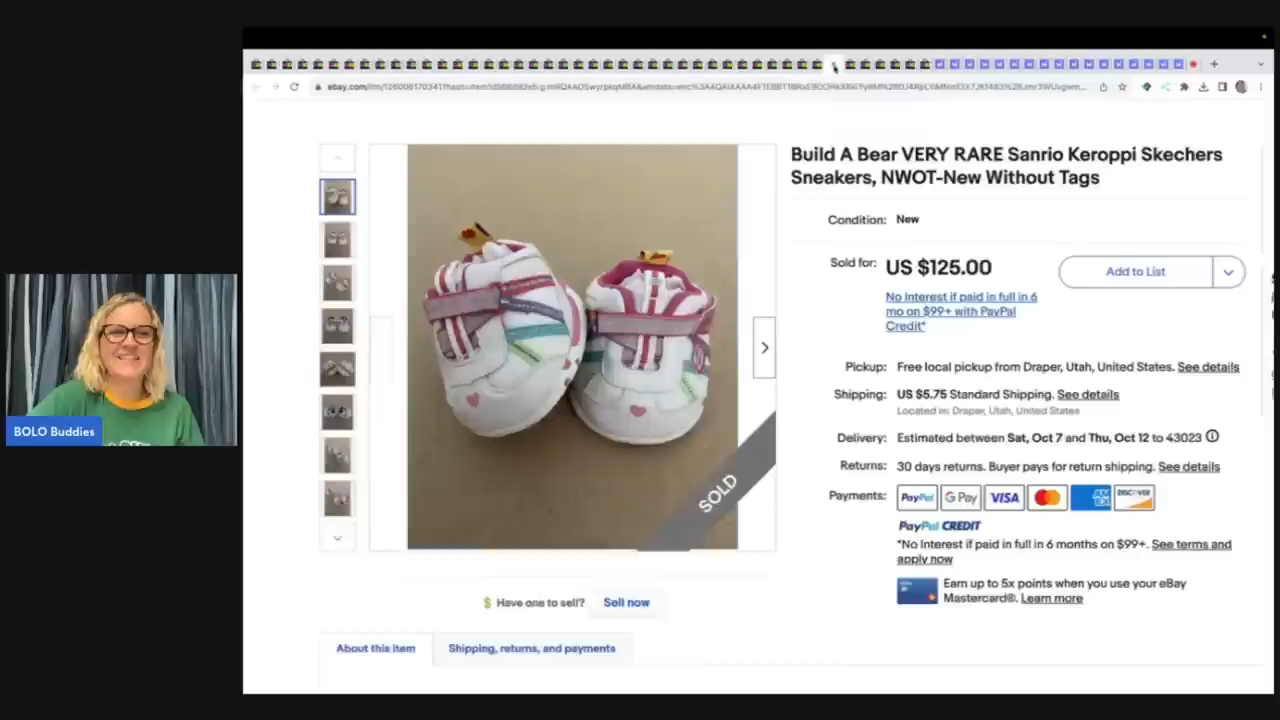 Build A Bear VERY RARE Sanrio Keroppi Skechers
Sneakers, NWOT-New Without Tags
Condition: New
Sold for: US $125.00
Add to List
No Interest if paid in full in 6
mo on $99+ with PayPal
Credit*
Pickup: Free local pickup from Draper, Utah, United States. See details
Shipping: US $5.75 Standard Shipping. See details
Located in: Draper, Utah, United States
Delivery: Estimated between Sat, Oct 7 and Thu, Oct 12 to 43023
Returns: 30 days returns. Buyer pays for return shipping. See details
Payments: PayPal G Pay VISA AM EX DISCOVER
PayPal CREDIT
*No Interest if paid in full in 6 months on $99+. See terms and
apply now
Earn up to 5x points when you use your eBay
Mastercard®. Learn more
SOLD
BOLO Buddies
$ Have one to sell? Sell now
About this item
Shipping, returns, and payments